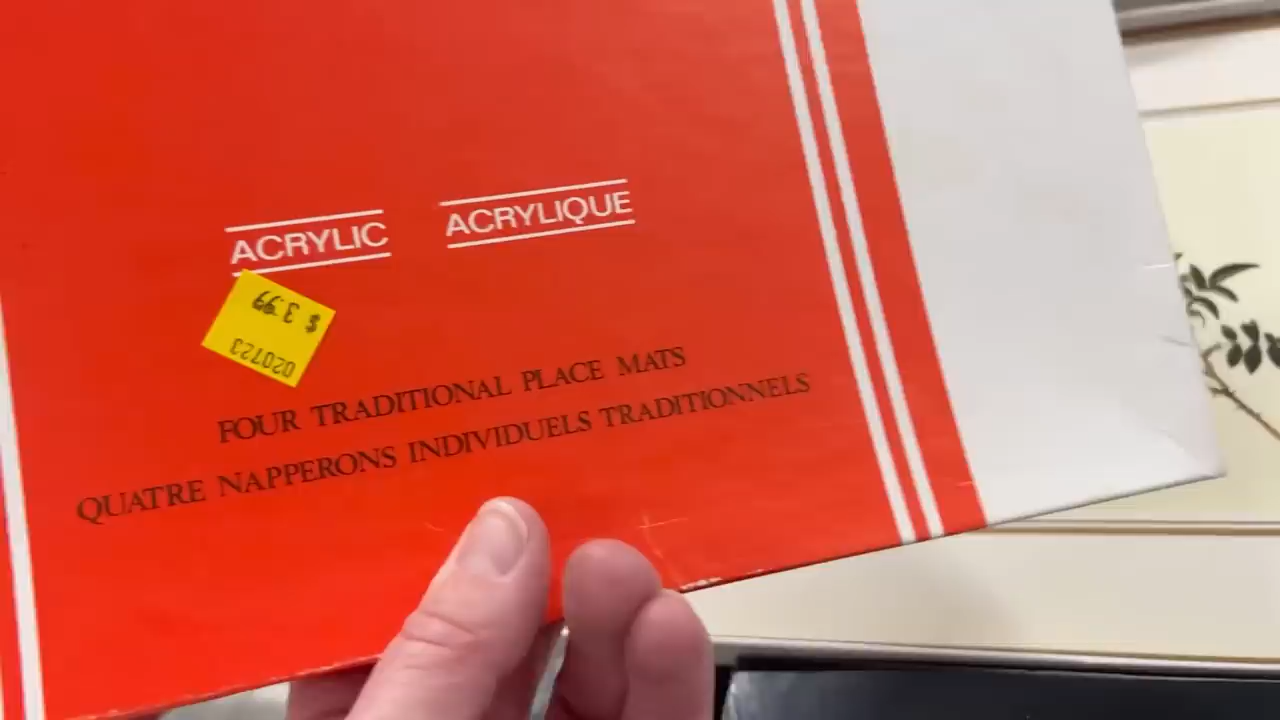 ACRYLIC ACRYLIQUE
$ 3.99
020723
FOUR TRADITIONAL PLACE MATS
QUATRE NAPPERONS INDIVIDUELS TRADITIONNELS